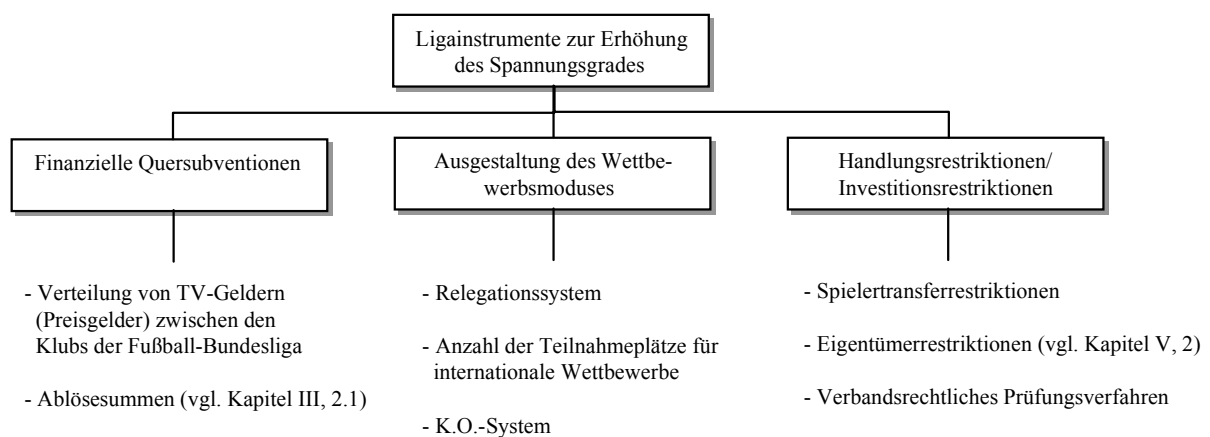 Ligainstrumente zur Erhöhung
des Spannungsgrades
Finanzielle Quersubventionen
Ausgestaltung des Wettbe-
werbsmoduses
Handlungsrestriktionen/
Investitionsrestriktionen
- Verteilung von TV-Geldern
(Preisgelder) zwischen den
Klubs der Fußball-Bundesliga
- Ablösesummen (vgl. Kapitel III, 2.1)
- Relegationssystem
- Anzahl der Teilnahmeplätze für
internationale Wettbewerbe
- K.O.-System
- Spielertransferrestriktionen
- Eigentümerrestriktionen (vgl. Kapitel V, 2)
- Verbandsrechtliches Prüfungsverfahren